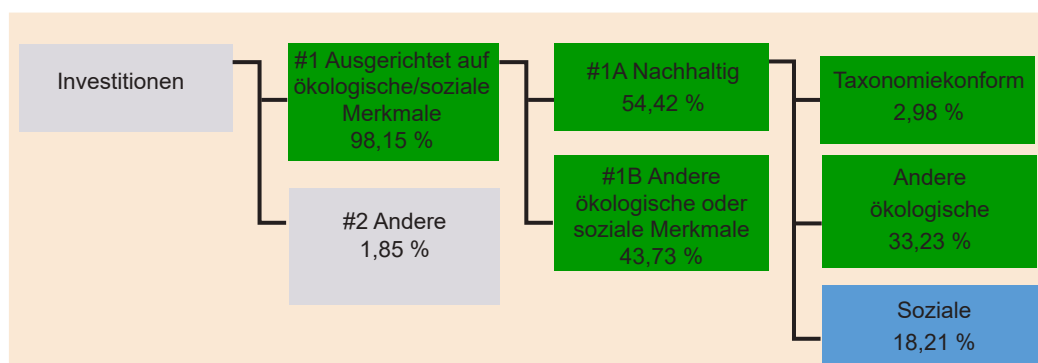 Investitionen
#1 Ausgerichtet auf
ökologische/soziale
Merkmale
98,15 %
#2 Andere
1,85 %
#1A Nachhaltig
54,42 %
#1B Andere
ökologische oder
soziale Merkmale
43,73 %
Taxonomiekonform
2,98 %
Andere
ökologische
33,23 %
Soziale
18,21 %